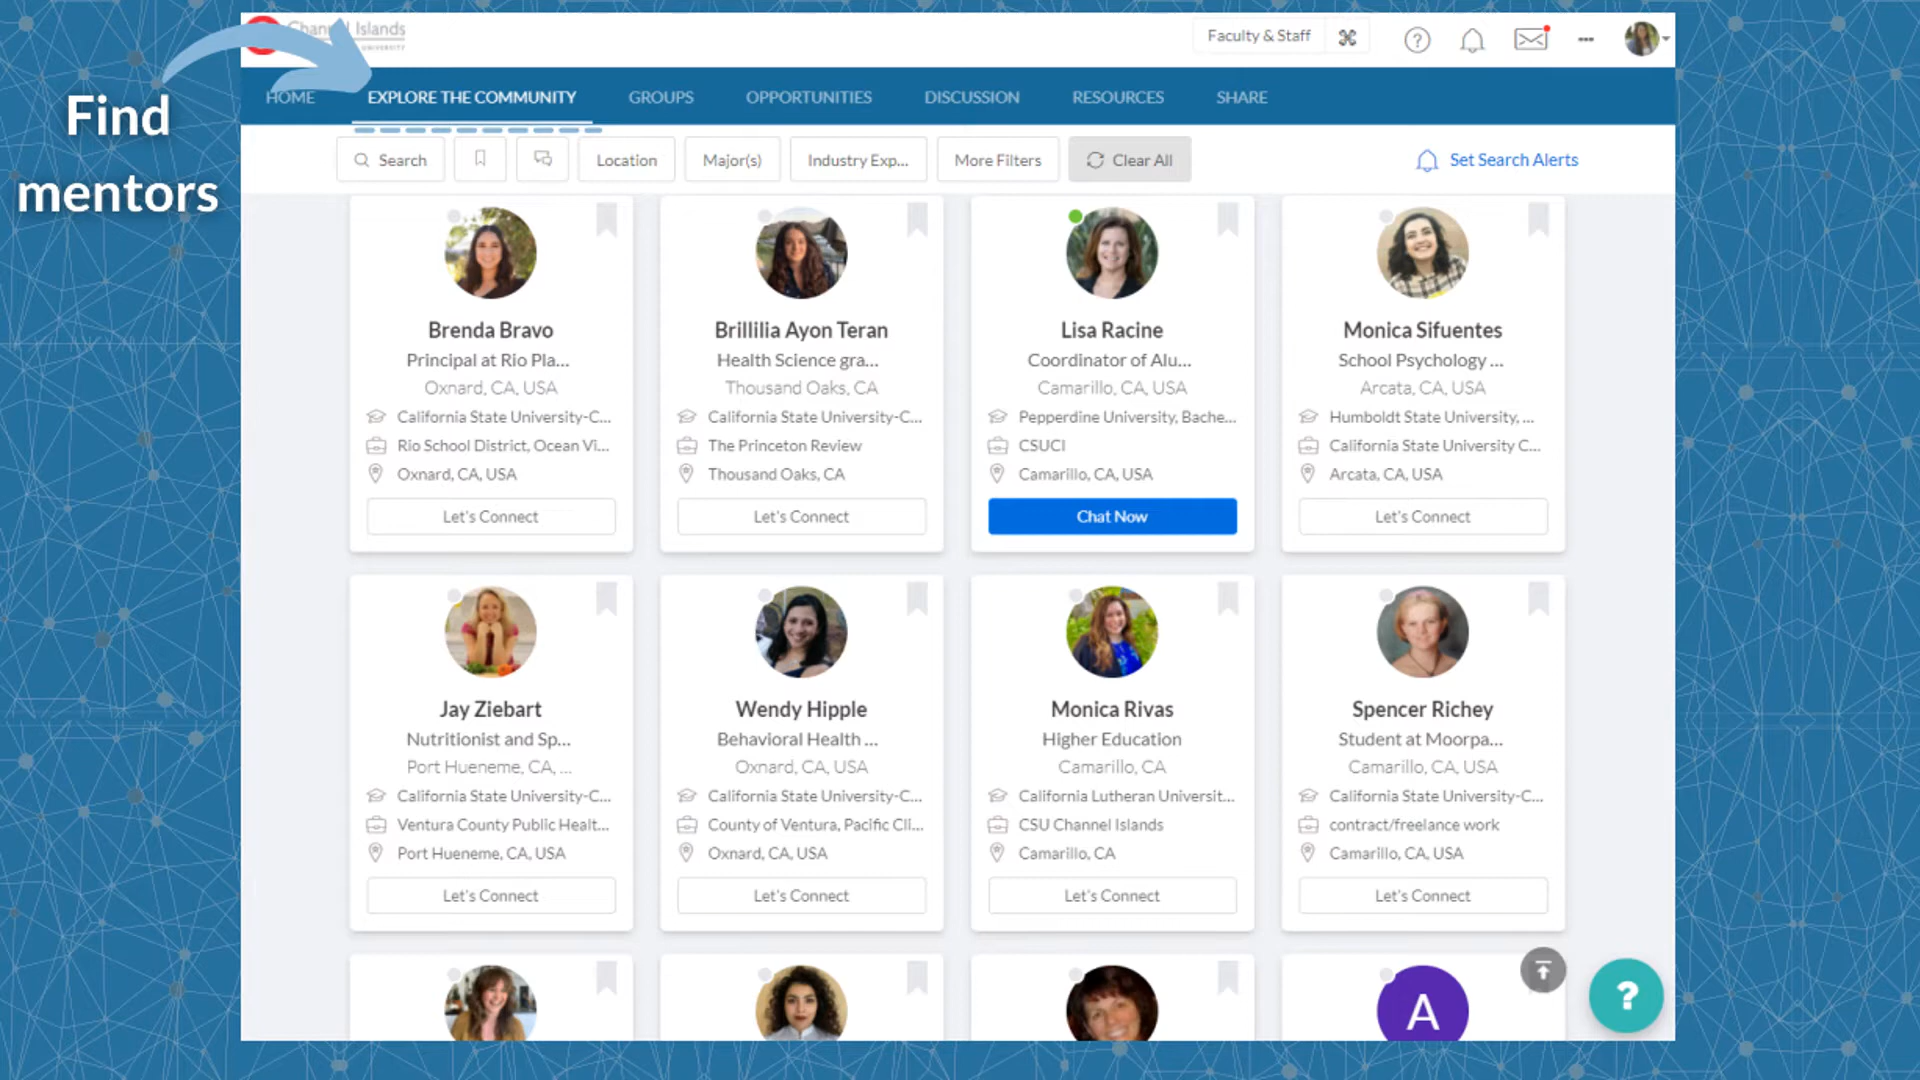 Find
mentors
Channel Islands
UNIVERSITY
Faculty & Staff
HOME
EXPLORE THE COMMUNITY
GROUPS
OPPORTUNITIES
DISCUSSION
RESOURCES
SHARE
Search
Location
Major(s)
Industry Exp...
More Filters
Clear All
Set Search Alerts
Brenda Bravo
Principal at Rio Pla...
Oxnard, CA, USA
California State University-C...
Rio School District, Ocean Vi...
Oxnard, CA, USA
Let's Connect
Brillilia Ayon Teran
Health Science gra...
Thousand Oaks, CA
California State University-C...
The Princeton Review
Thousand Oaks, CA
Let's Connect
Lisa Racine
Coordinator of Alu...
Camarillo, CA, USA
Pepperdine University, Bache...
CSUCI
Camarillo, CA, USA
Chat Now
Monica Sifuentes
School Psychology ...
Arcata, CA, USA
Humboldt State University, ...
California State University C...
Arcata, CA, USA
Let's Connect
Jay Ziebart
Nutritionist and Sp...
Port Hueneme, CA, ...
California State University-C...
Ventura County Public Healt...
Port Hueneme, CA, USA
Let's Connect
Wendy Hipple
Behavioral Health ...
Oxnard, CA, USA
California State University-C...
County of Ventura, Pacific Cli...
Oxnard, CA, USA
Let's Connect
Monica Rivas
Higher Education
Camarillo, CA
California Lutheran Universit...
CSU Channel Islands
Camarillo, CA
Let's Connect
Spencer Richey
Student at Moorpa...
Camarillo, CA, USA
California State University-C...
contract/freelance work
Camarillo, CA, USA
Let's Connect
A
?